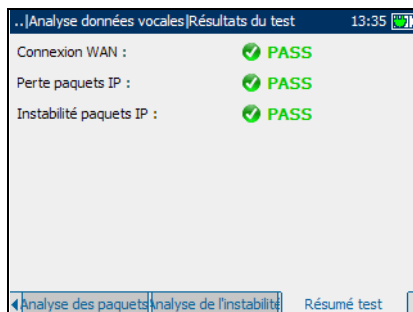 ..|Analyse données vocales|Résultats du test 13:35
Connexion WAN : PASS
Perte paquets IP : PASS
Instabilité paquets IP : PASS
Analyse des paquets Analyse de l'instabilité Résumé test